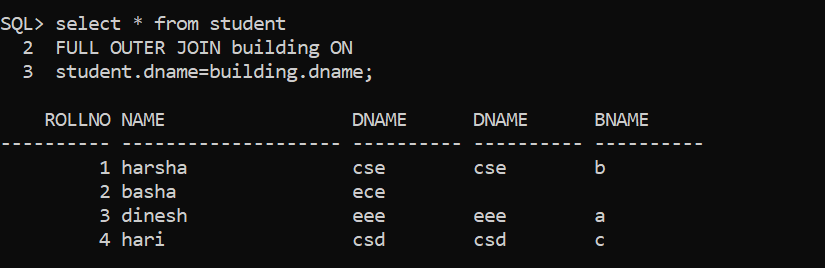 SQL> select * from student
  2  FULL OUTER JOIN building ON
  3  student.dname=building.dname;
    ROLLNO NAME                 DNAME      DNAME      BNAME
---------- -------------------- ---------- ---------- ----------
         1 harsha               cse        cse        b
         2 basha                ece
         3 dinesh               eee        eee        a
         4 hari                 csd        csd        c